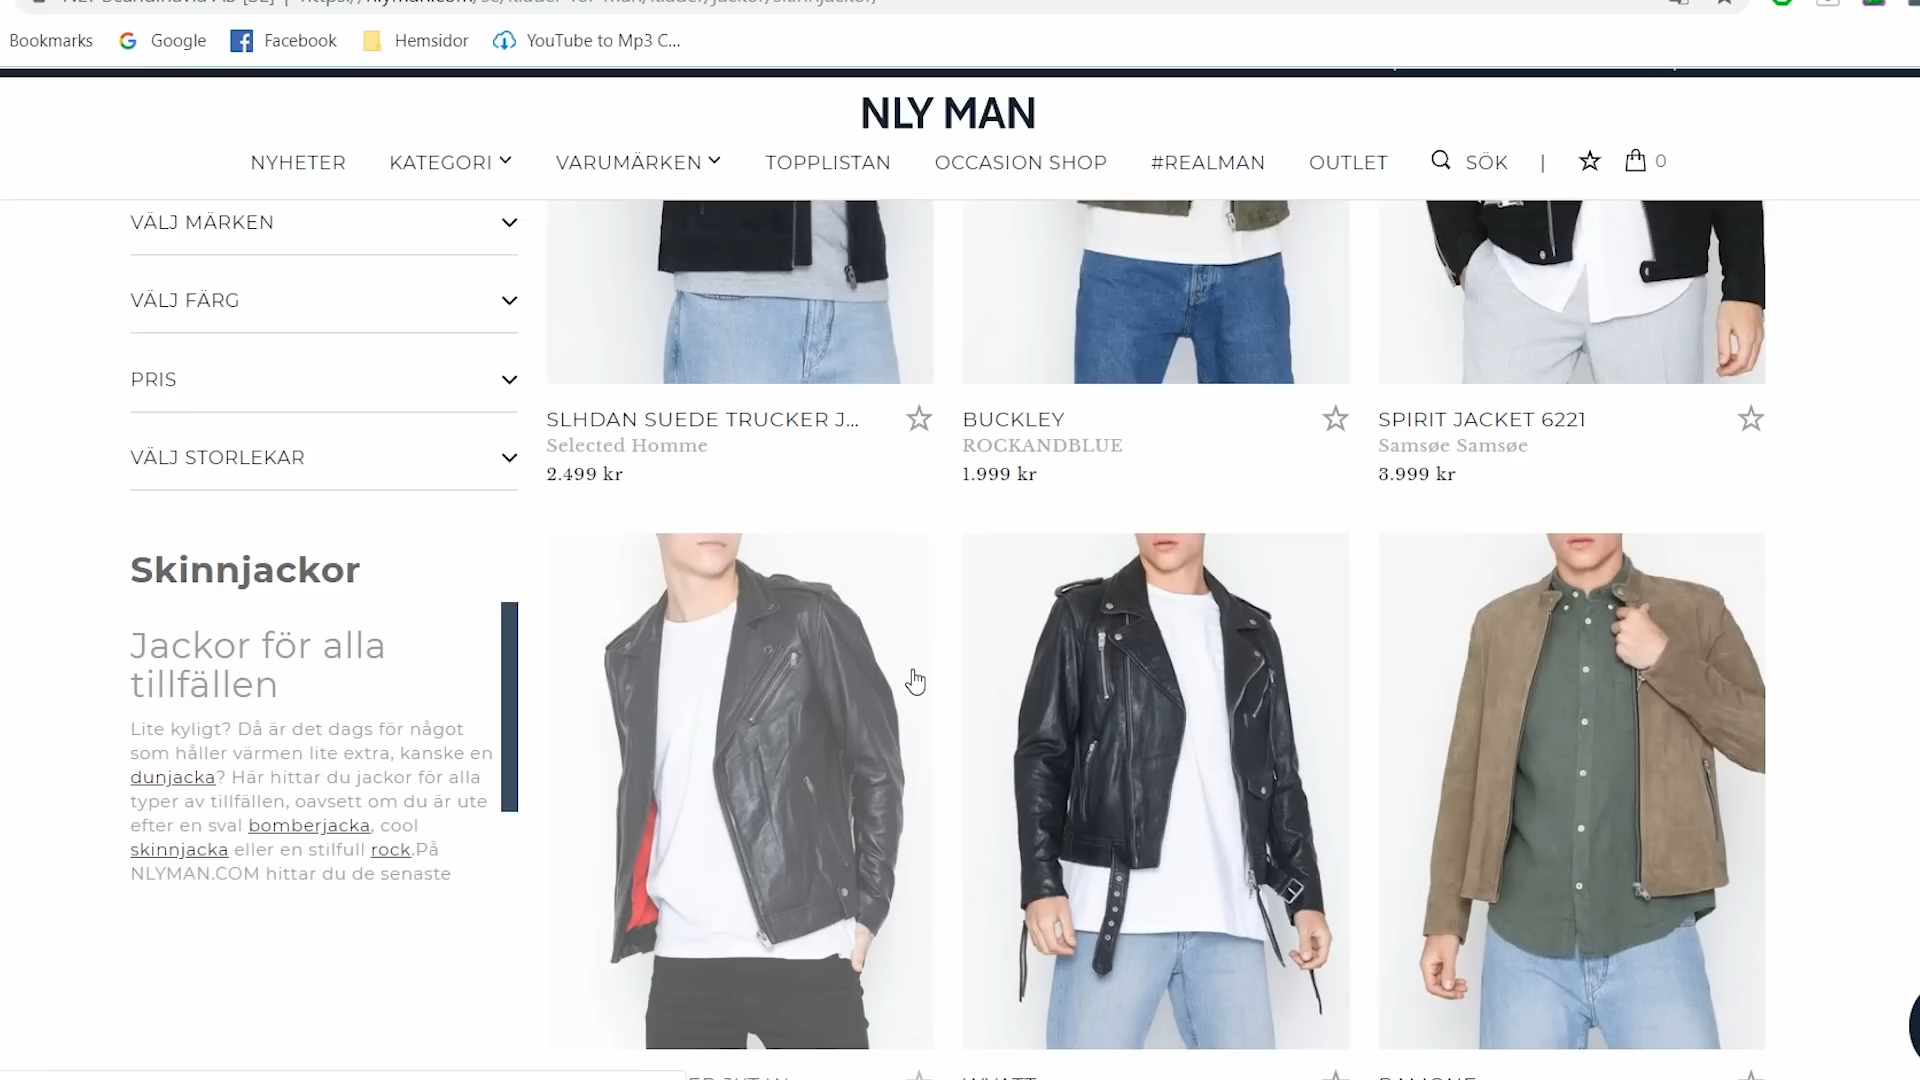 Bookmarks Google Facebook Hemsidor YouTube to Mp3 C...
NLY MAN
NYHETER KATEGORI VARUMÄRKEN TOPPLISTAN OCCASION SHOP #REALMAN OUTLET SÖK | 0
VÄLJ MÄRKEN
VÄLJ FÄRG
PRIS
VÄLJ STORLEKAR
SLHDAN SUEDE TRUCKER J...
Selected Homme
2.499 kr
BUCKLEY
ROCKANDBLUE
1.999 kr
SPIRIT JACKET 6221
Samsøe Samsøe
3.999 kr
Skinnjackor
Jackor för alla
tillfällen
Lite kyligt? Då är det dags för något
som håller värmen lite extra, kanske en
dunjacka? Här hittar du jackor för alla
typer av tillfällen, oavsett om du är ute
efter en sval bomberjacka, cool
skinnjacka eller en stilfull rock.På
NLYMAN.COM hittar du de senaste